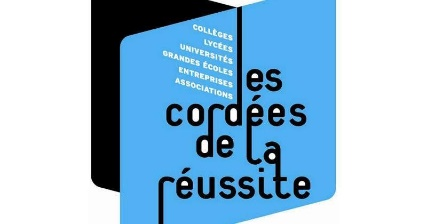 COLLÈGES
LYCÉES
UNIVERSITÉS
GRANDES ÉCOLES
ENTREPRISES
ASSOCIATIONS
les
cordées
de la
réussite